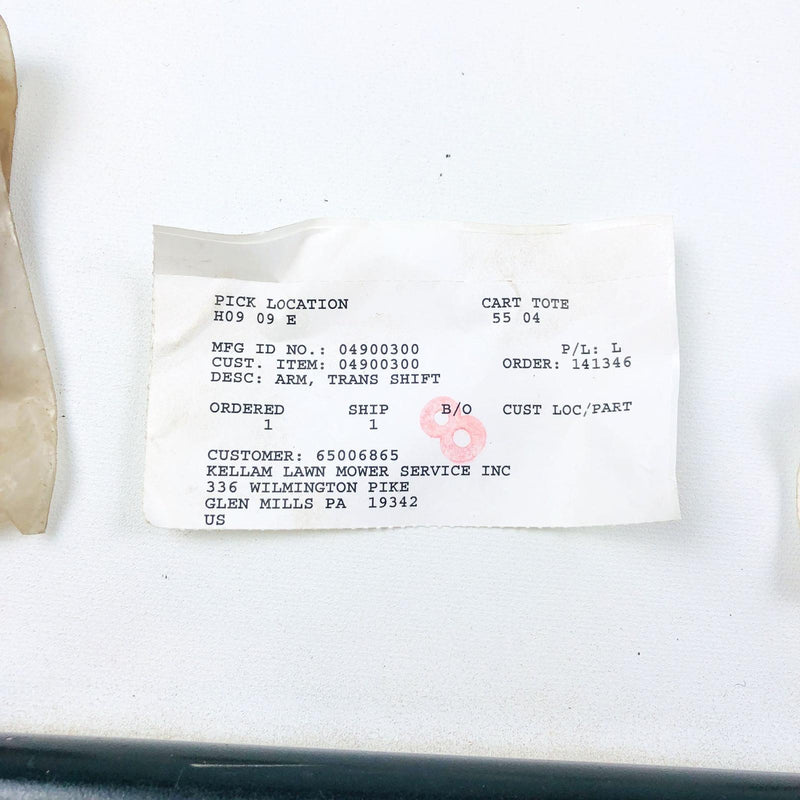 PICK LOCATION CART TOTE
H09 09 E 55 04
MFG ID NO.: 04900300 P/L: L
CUST. ITEM: 04900300 ORDER: 141346
DESC: ARM, TRANS SHIFT
ORDERED SHIP B/O CUST LOC/PART
1 1
8
CUSTOMER: 65006865
KELLAM LAWN MOWER SERVICE INC
336 WILMINGTON PIKE
GLEN MILLS PA 19342
US